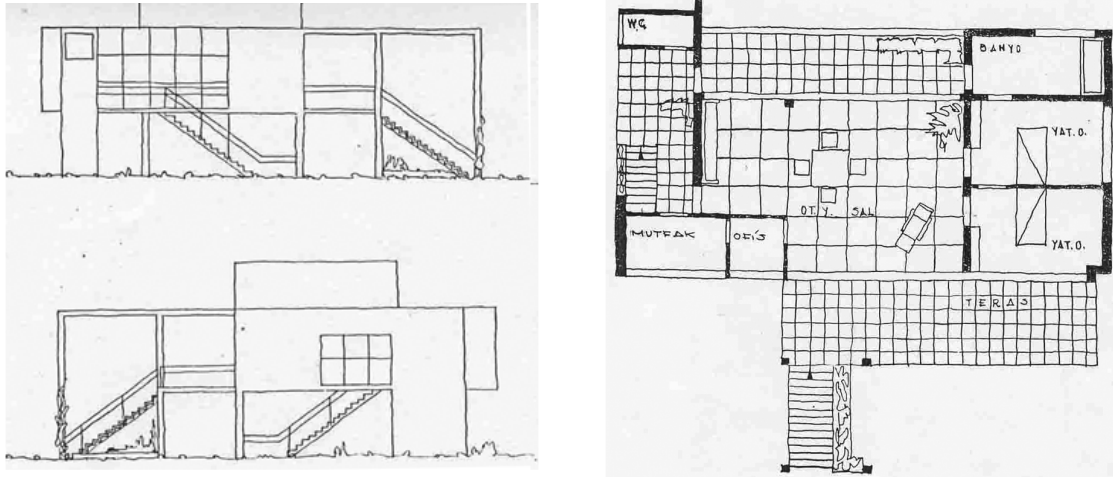 W.C.
BANYO
YAT. O.
OT. Y. SAL
MUTFAK OFİS
YAT. O.
TERAS